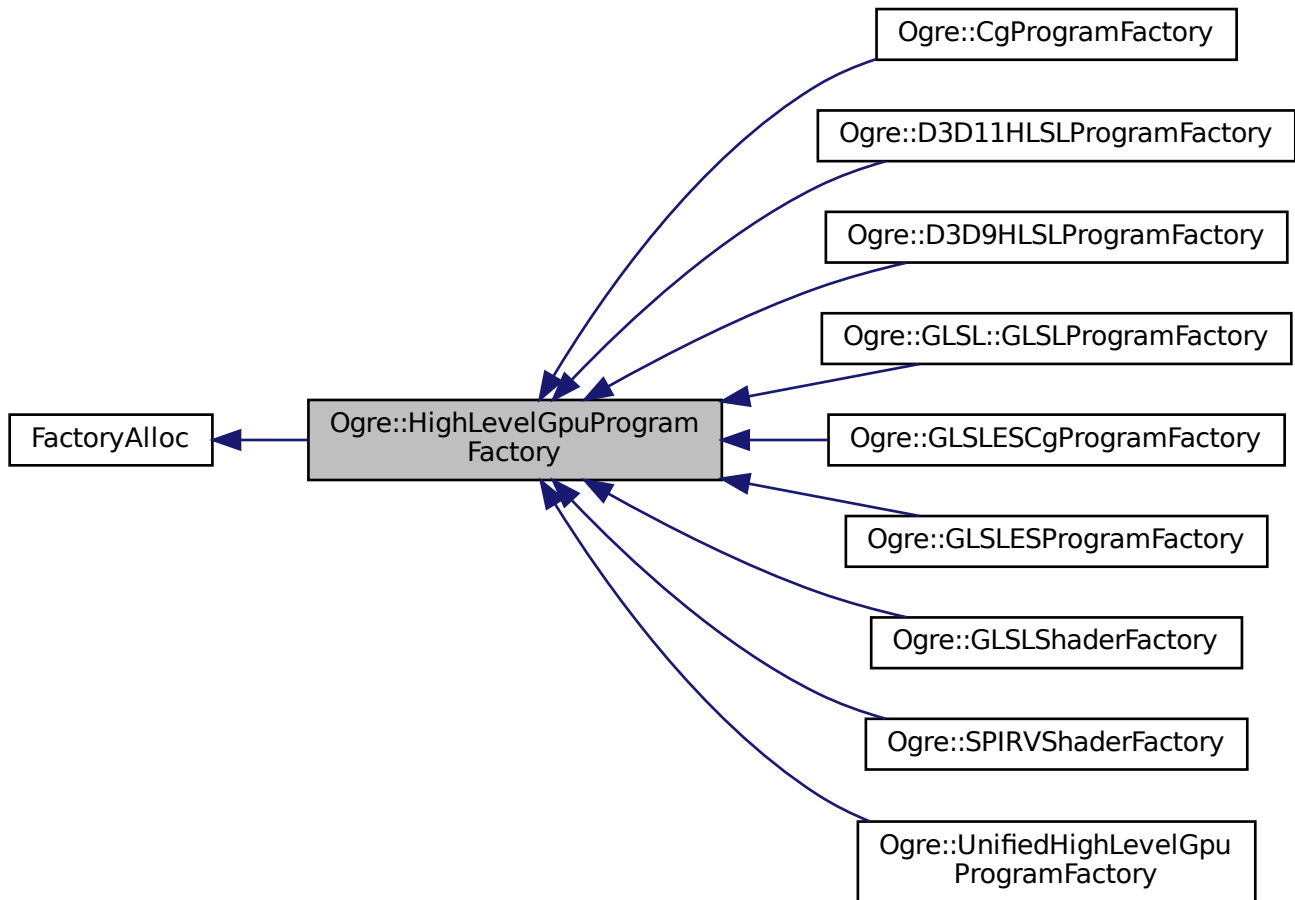 Ogre::CgProgramFactory
Ogre::D3D11HLSLProgramFactory
Ogre::D3D9HLSLProgramFactory
Ogre::GLSL::GLSLProgramFactory
FactoryAlloc
Ogre::HighLevelGpuProgram
Factory
Ogre::GLSLESCgProgramFactory
Ogre::GLSLESProgramFactory
Ogre::GLSLShaderFactory
Ogre::SPIRVShaderFactory
Ogre::UnifiedHighLevelGpu
ProgramFactory